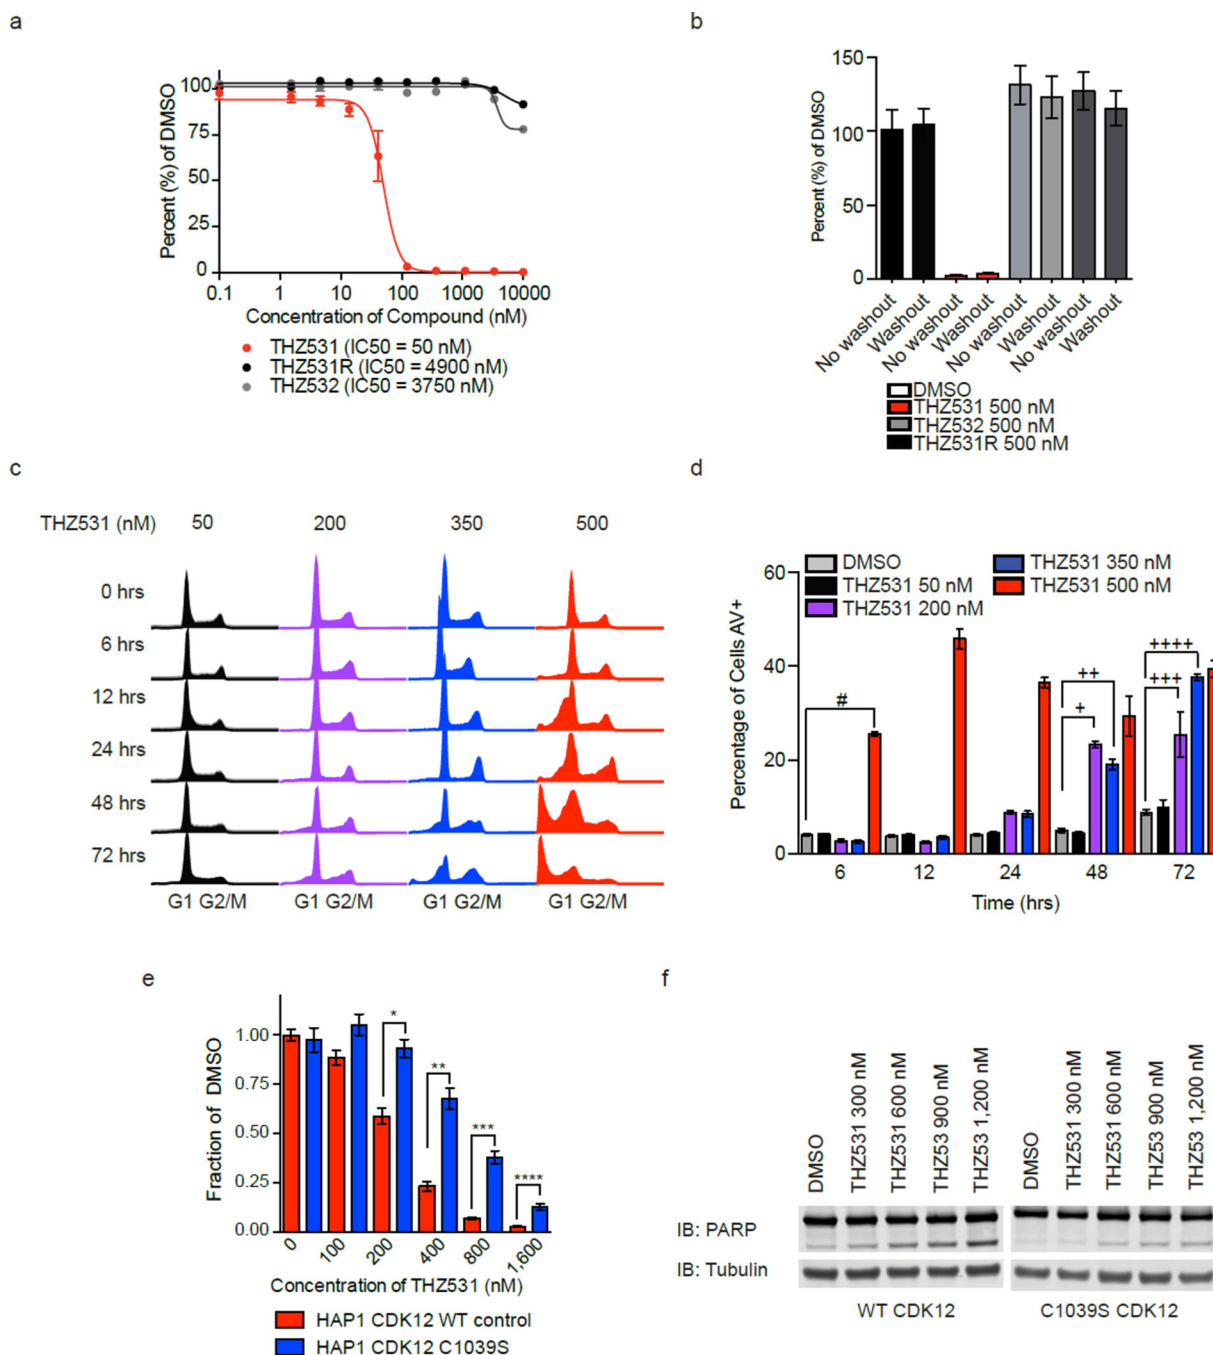 a
Percent (%) of DMSO
100
75
50
25
0
0.1 1 10 100 1000 10000
Concentration of Compound (nM)
THZ531 (IC50 = 50 nM)
THZ531R (IC50 = 4900 nM)
THZ532 (IC50 = 3750 nM)
b
Percent (%) of DMSO
150
100
50
0
No washout
Washout
No washout
Washout
No washout
Washout
No washout
Washout
DMSO
THZ531 500 nM
THZ532 500 nM
THZ531R 500 nM
c
THZ531 (nM) 50 200 350 500
0 hrs
6 hrs
12 hrs
24 hrs
48 hrs
72 hrs
G1 G2/M G1 G2/M G1 G2/M G1 G2/M
d
Percentage of Cells AV+
DMSO
THZ531 50 nM
THZ531 200 nM
THZ531 350 nM
THZ531 500 nM
60
40
20
0
#
+
++
+++
++++
6 12 24 48 72
Time (hrs)
e
Fraction of DMSO
1.00
0.75
0.50
0.25
0.00
*
**
***
****
0 100 200 400 800 1,600
Concentration of THZ531 (nM)
HAP1 CDK12 WT control
HAP1 CDK12 C1039S
f
DMSO
THZ531 300 nM
THZ531 600 nM
THZ53 900 nM
THZ53 1,200 nM
DMSO
THZ531 300 nM
THZ531 600 nM
THZ53 900 nM
THZ53 1,200 nM
IB: PARP
IB: Tubulin
WT CDK12 C1039S CDK12